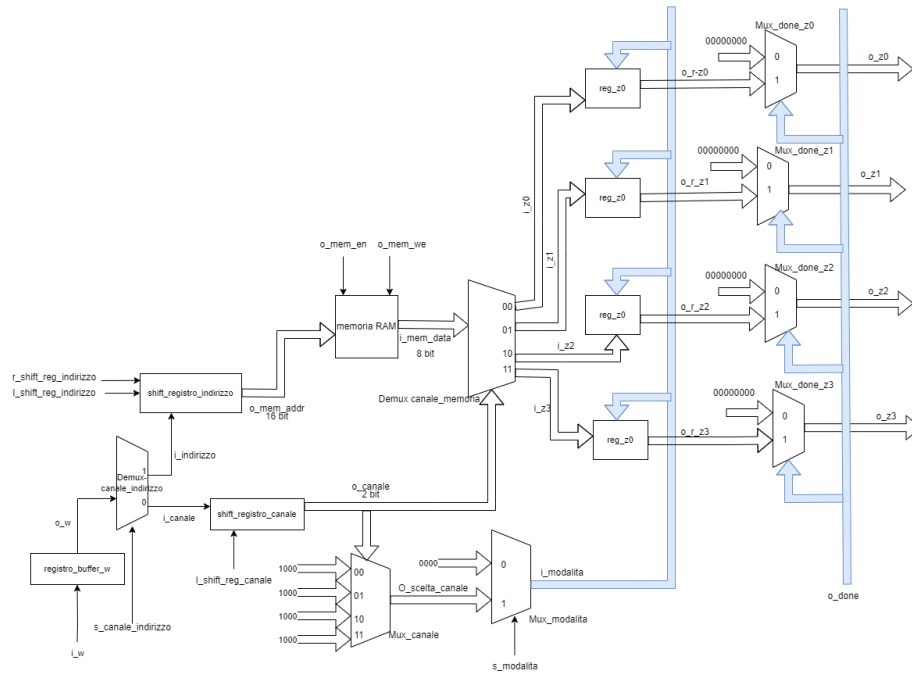 Mux_done_z0
00000000
0
1
o_z0
reg_z0
o_r-z0
Mux_done_z1
00000000
0
1
o_z1
reg_z0
o_r_z1
i_z0
i_z1
o_mem_en
o_mem_we
memoria RAM
i_mem_data
8 bit
00
01
10
11
Demux canale_memoria
i_z2
i_z3
Mux_done_z2
00000000
0
1
o_z2
reg_z0
o_r_z2
Mux_done_z3
00000000
0
1
o_z3
reg_z0
o_r_z3
r_shift_reg_indirizzo
l_shift_reg_indirizzo
shift_registro_indirizzo
o_mem_addr
16 bit
i_indirizzo
Demux-
canale_indirizzo
1
0
o_w
i_canale
shift_registro_canale
o_canale
2 bit
registro_buffer_w
l_shift_reg_canale
s_canale_indirizzo
i_w
1000
1000
1000
1000
00
01
10
11
Mux_canale
O_scelta_canale
0000
0
1
i_modalita
Mux_modalita
s_modalita
o_done